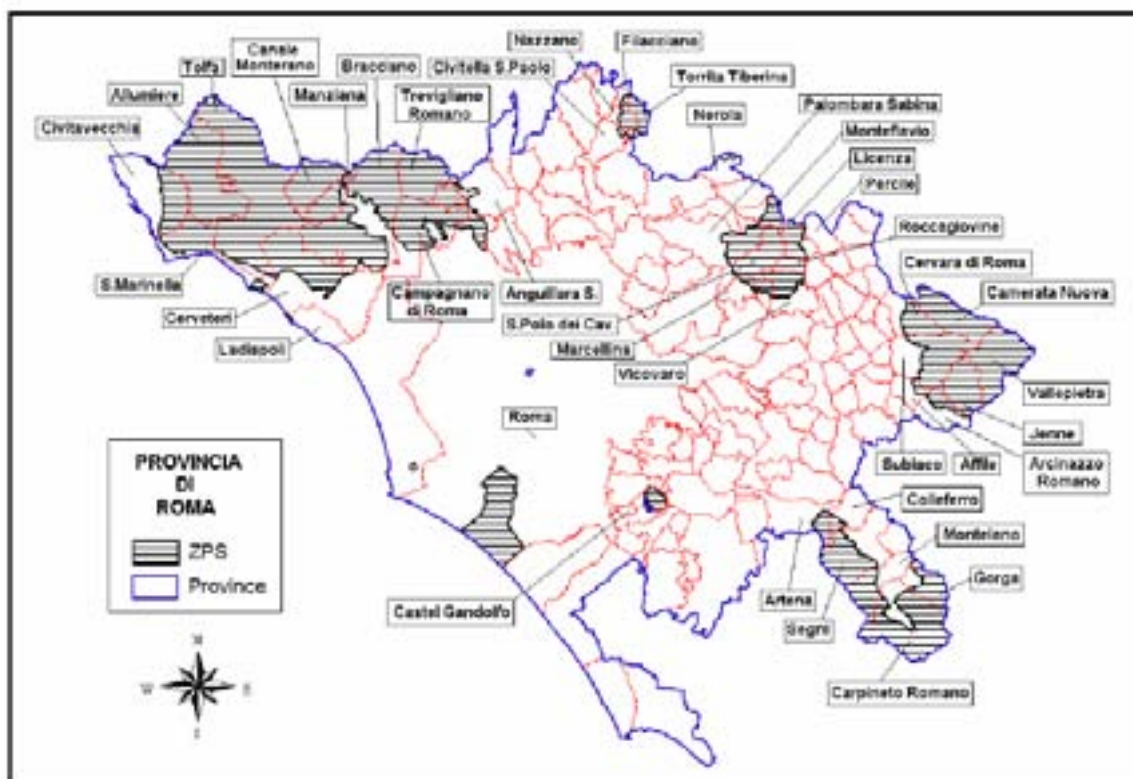 Nazzano
Filacciano
Canale
Monterano
Tolfa
Bracciano
Civitella S.Paolo
Torrita Tiberina
Allumiere
Manziana
Trevigliano
Romano
Palombara Sabina
Civitavecchia
Nerola
Monteflavio
Licenza
Percile
Roccagiovine
Cervara di Roma
S.Marinella
Campagnano
di Roma
Anguillara S.
Camerata Nuova
Cerveteri
S.Polo dei Cav.
Ladispoli
Marcellina
Vicovaro
Vallepietra
Roma
Jenne
PROVINCIA
DI
ROMA
Subiaco
Affile
Arcinazzo
Romano
Colleferro
ZPS
Montelano
Province
Gorga
Artena
Castel Gandolfo
Segni
N
W
E
Carpineto Romano